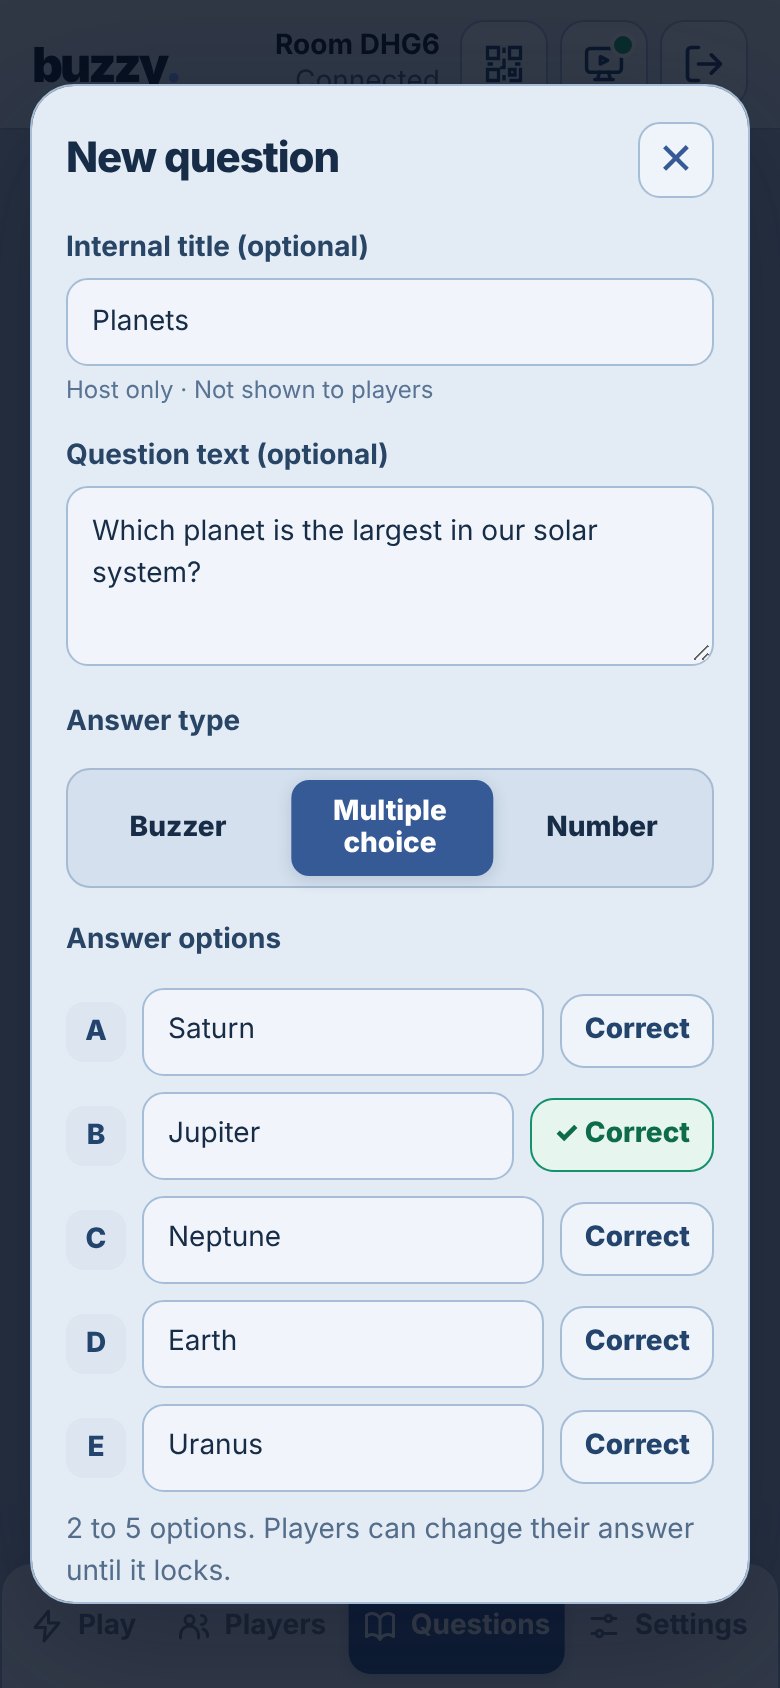 buzzy.
Room DHG6
Connected
New question
Internal title (optional)
Planets
Host only · Not shown to players
Question text (optional)
Which planet is the largest in our solar
system?
Answer type
Buzzer
Multiple
choice
Number
Answer options
A Saturn Correct
B Jupiter ✓ Correct
C Neptune Correct
D Earth Correct
E Uranus Correct
2 to 5 options. Players can change their answer
until it locks.
Play Players Questions Settings